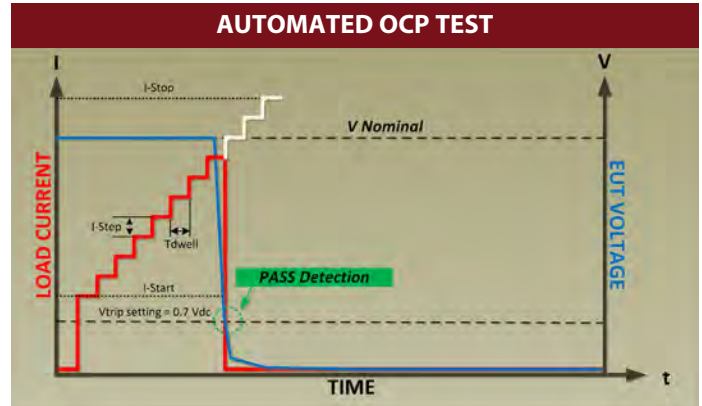 AUTOMATED OCP TEST
I
V
I-Stop
V Nominal
LOAD CURRENT
EUT VOLTAGE
I-Step
Tdwell
PASS Detection
I-Start
Vtrip setting = 0.7 Vdc
TIME
t